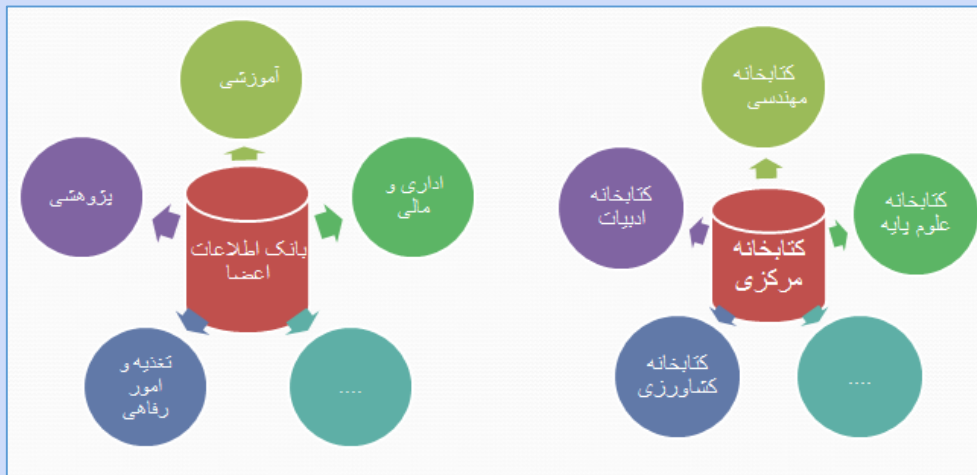 کتابخانه
مهندسی
کتابخانه
علوم پایه
کتابخانه
ادبیات
کتابخانه
مرکزی
کتابخانه
کشاورزی
....
آموزشی
اداری و
مالی
پژوهشی
بانک اطلاعات
اعضا
تغذیه و
امور
رفاهی
....